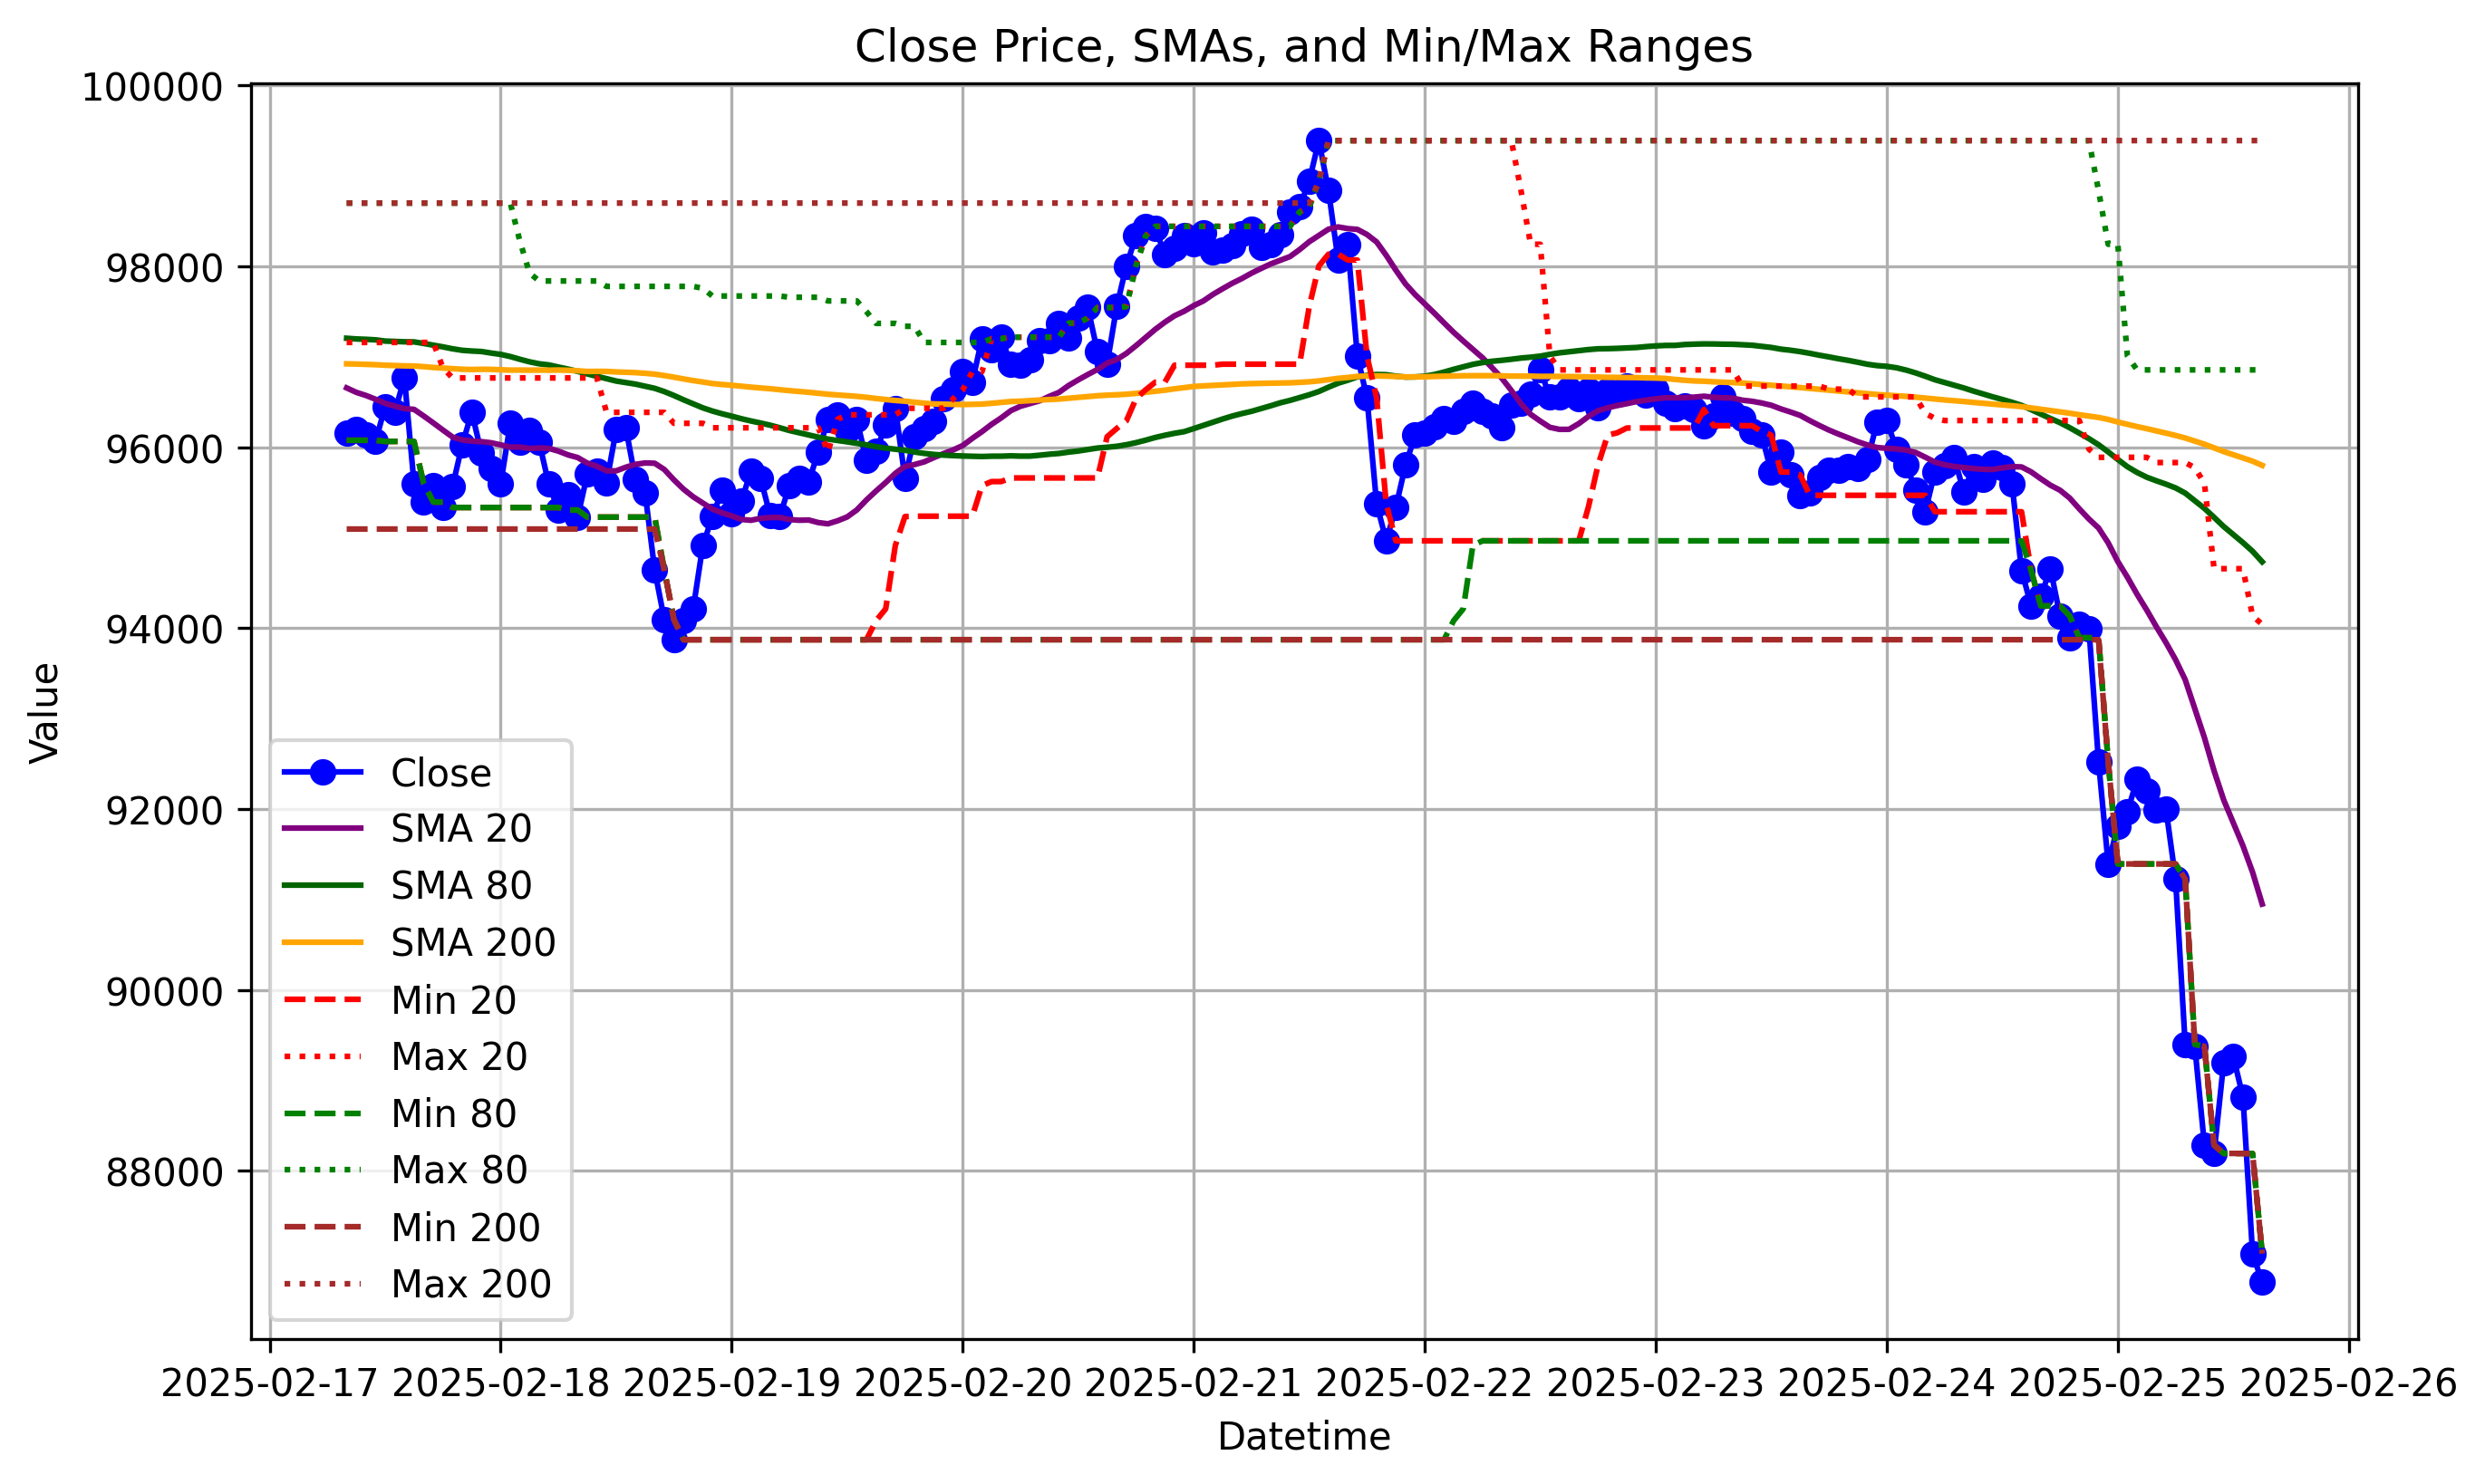 Close Price, SMAs, and Min/Max Ranges
100000
98000
96000
94000
92000
90000
88000
Value
Close
SMA 20
SMA 80
SMA 200
Min 20
Max 20
Min 80
Max 80
Min 200
Max 200
2025-02-17 2025-02-18 2025-02-19 2025-02-20 2025-02-21 2025-02-22 2025-02-23 2025-02-24 2025-02-25 2025-02-26
Datetime